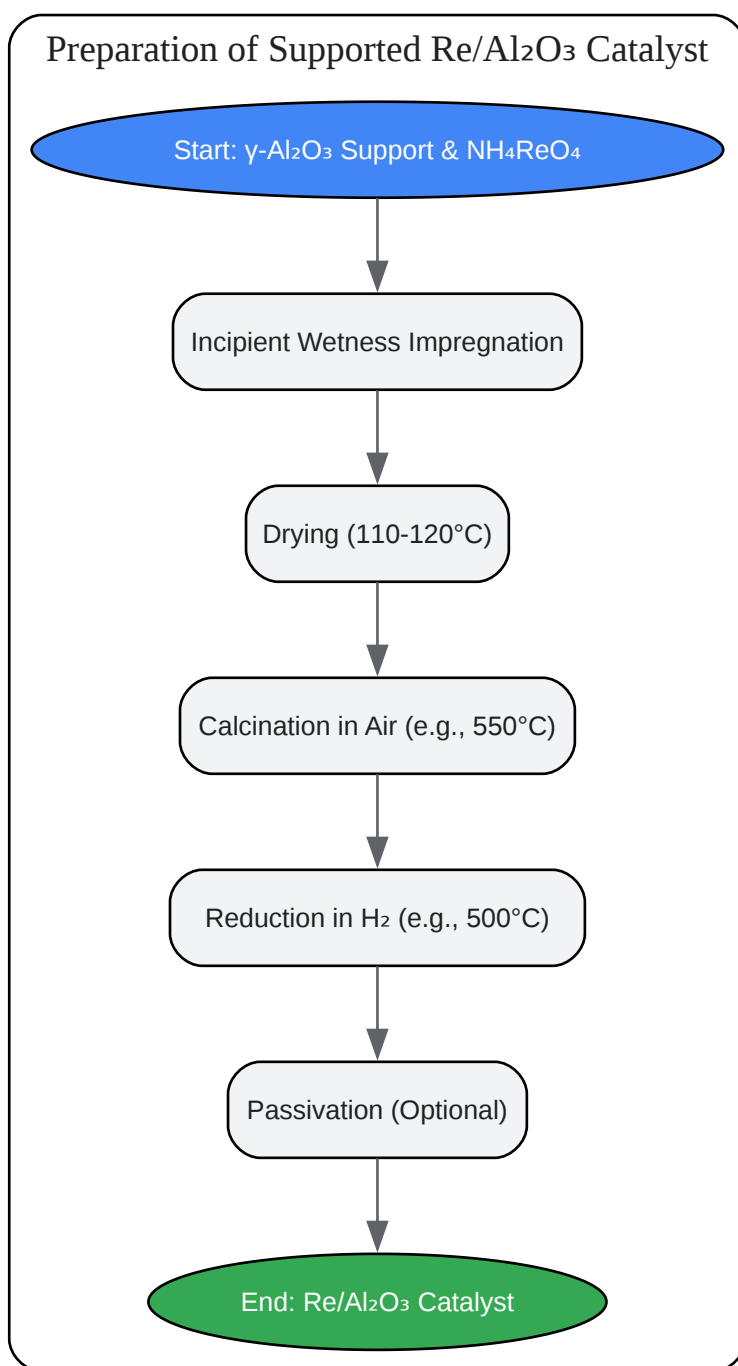 Preparation of Supported Re/Al₂O₃ Catalyst
Start: γ-Al₂O₃ Support & NH₄ReO₄
Incipient Wetness Impregnation
Drying (110-120°C)
Calcination in Air (e.g., 550°C)
Reduction in H₂ (e.g., 500°C)
Passivation (Optional)
End: Re/Al₂O₃ Catalyst